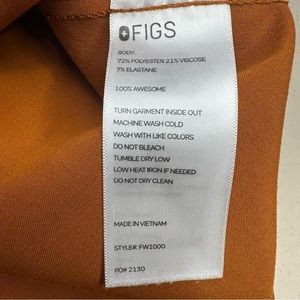 FIGS
BODY:
72% POLYESTER 21% VISCOSE
7% ELASTANE
100% AWESOME
TURN GARMENT INSIDE OUT
MACHINE WASH COLD
WASH WITH LIKE COLORS
DO NOT BLEACH
TUMBLE DRY LOW
LOW HEAT IRON IF NEEDED
DO NOT DRY CLEAN
MADE IN VIETNAM
STYLE#: FW1000
PO# 2130